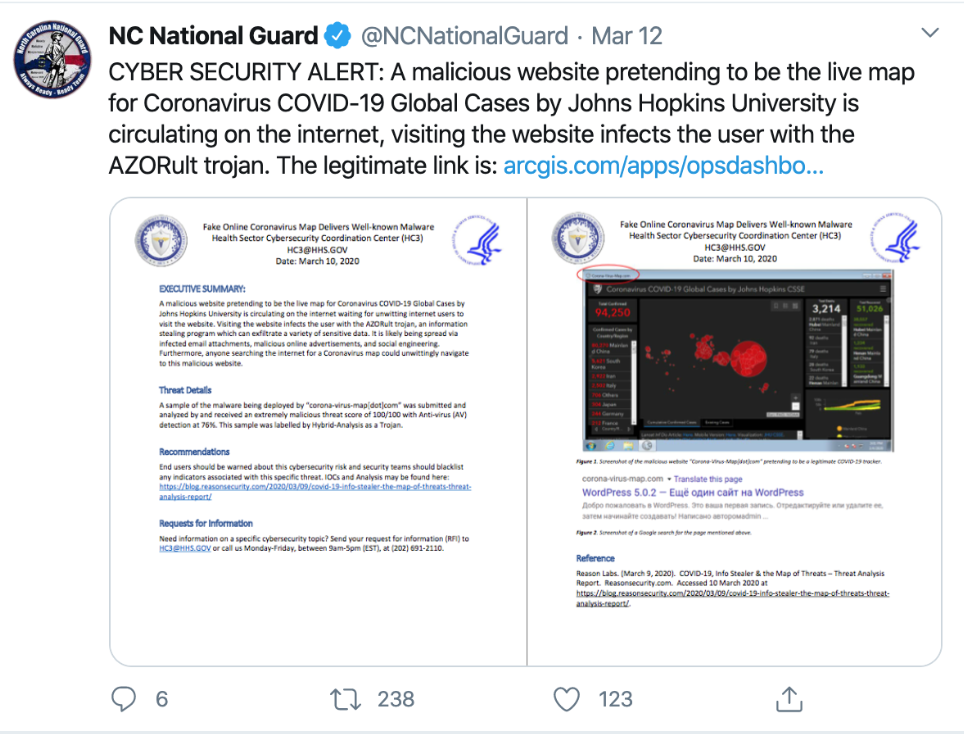 NC National Guard @NCNationalGuard · Mar 12
CYBER SECURITY ALERT: A malicious website pretending to be the live map
for Coronavirus COVID-19 Global Cases by Johns Hopkins University is
circulating on the internet, visiting the website infects the user with the
AZORult trojan. The legitimate link is: arcgis.com/apps/opsdashbo...
Fake Online Coronavirus Map Delivers Well-known Malware
Health Sector Cybersecurity Coordination Center (HC3)
HC3@HHS.GOV
Date: March 10, 2020
EXECUTIVE SUMMARY:
A malicious website pretending to be the live map for Coronavirus COVID-19 Global Cases by
Johns Hopkins University is circulating on the internet waiting for unwitting internet users to
visit the website. Visiting the website infects the user with the AZORult trojan, an information
stealing program which can exfiltrate a variety of sensitive data. It is likely being spread via
infected email attachments, malicious online advertisements, and social engineering.
Furthermore, anyone searching the internet for a Coronavirus map could unwittingly navigate
to this malicious website.
Threat Details
A sample of the malware being deployed by "corona-virus-map[dot]com" was submitted and
analyzed by and received an extremely malicious threat score of 100/100 with Anti-virus (AV)
detection at 76%. This sample was labelled by Hybrid-Analysis as a Trojan.
Recommendations
End users should be warned about this cybersecurity risk and security teams should blacklist
any indicators associated with this specific threat. IOCs and Analysis may be found here:
https://blog.reasonsecurity.com/2020/03/09/covid-19-info-stealer-the-map-of-threats-threat-
analysis-report/
Requests for Information
Need information on a specific cybersecurity topic? Send your request for information (RFI) to
HC3@HHS.GOV or call us Monday-Friday, between 9am-5pm (EST), at (202) 691-2110.
Fake Online Coronavirus Map Delivers Well-known Malware
Health Sector Cybersecurity Coordination Center (HC3)
HC3@HHS.GOV
Date: March 10, 2020
Coronavirus COVID-19 Global Cases by Johns Hopkins CSSE
Total Confirmed
94,250
3,214
51,026
Confirmed Cases by
Country/Region
Figure 1. Screenshot of the malicious website "Corona-Virus-Map[dot]com" pretending to be a legitimate COVID-19 tracker.
corona-virus-map.com • Translate this page
WordPress 5.0.2 — Ещё один сайт на WordPress
Добро пожаловать в WordPress. Это ваша первая запись. Отредактируйте или удалите ее,
затем начинайте создавать! Написано авторомadmin ...
Figure 2. Screenshot of a Google search for the page mentioned above.
Reference
Reason Labs. (March 9, 2020). COVID-19, Info Stealer & the Map of Threats – Threat Analysis
Report. Reasonsecurity.com. Accessed 10 March 2020 at
https://blog.reasonsecurity.com/2020/03/09/covid-19-info-stealer-the-map-of-threats-threat-
analysis-report/.
6 238 123